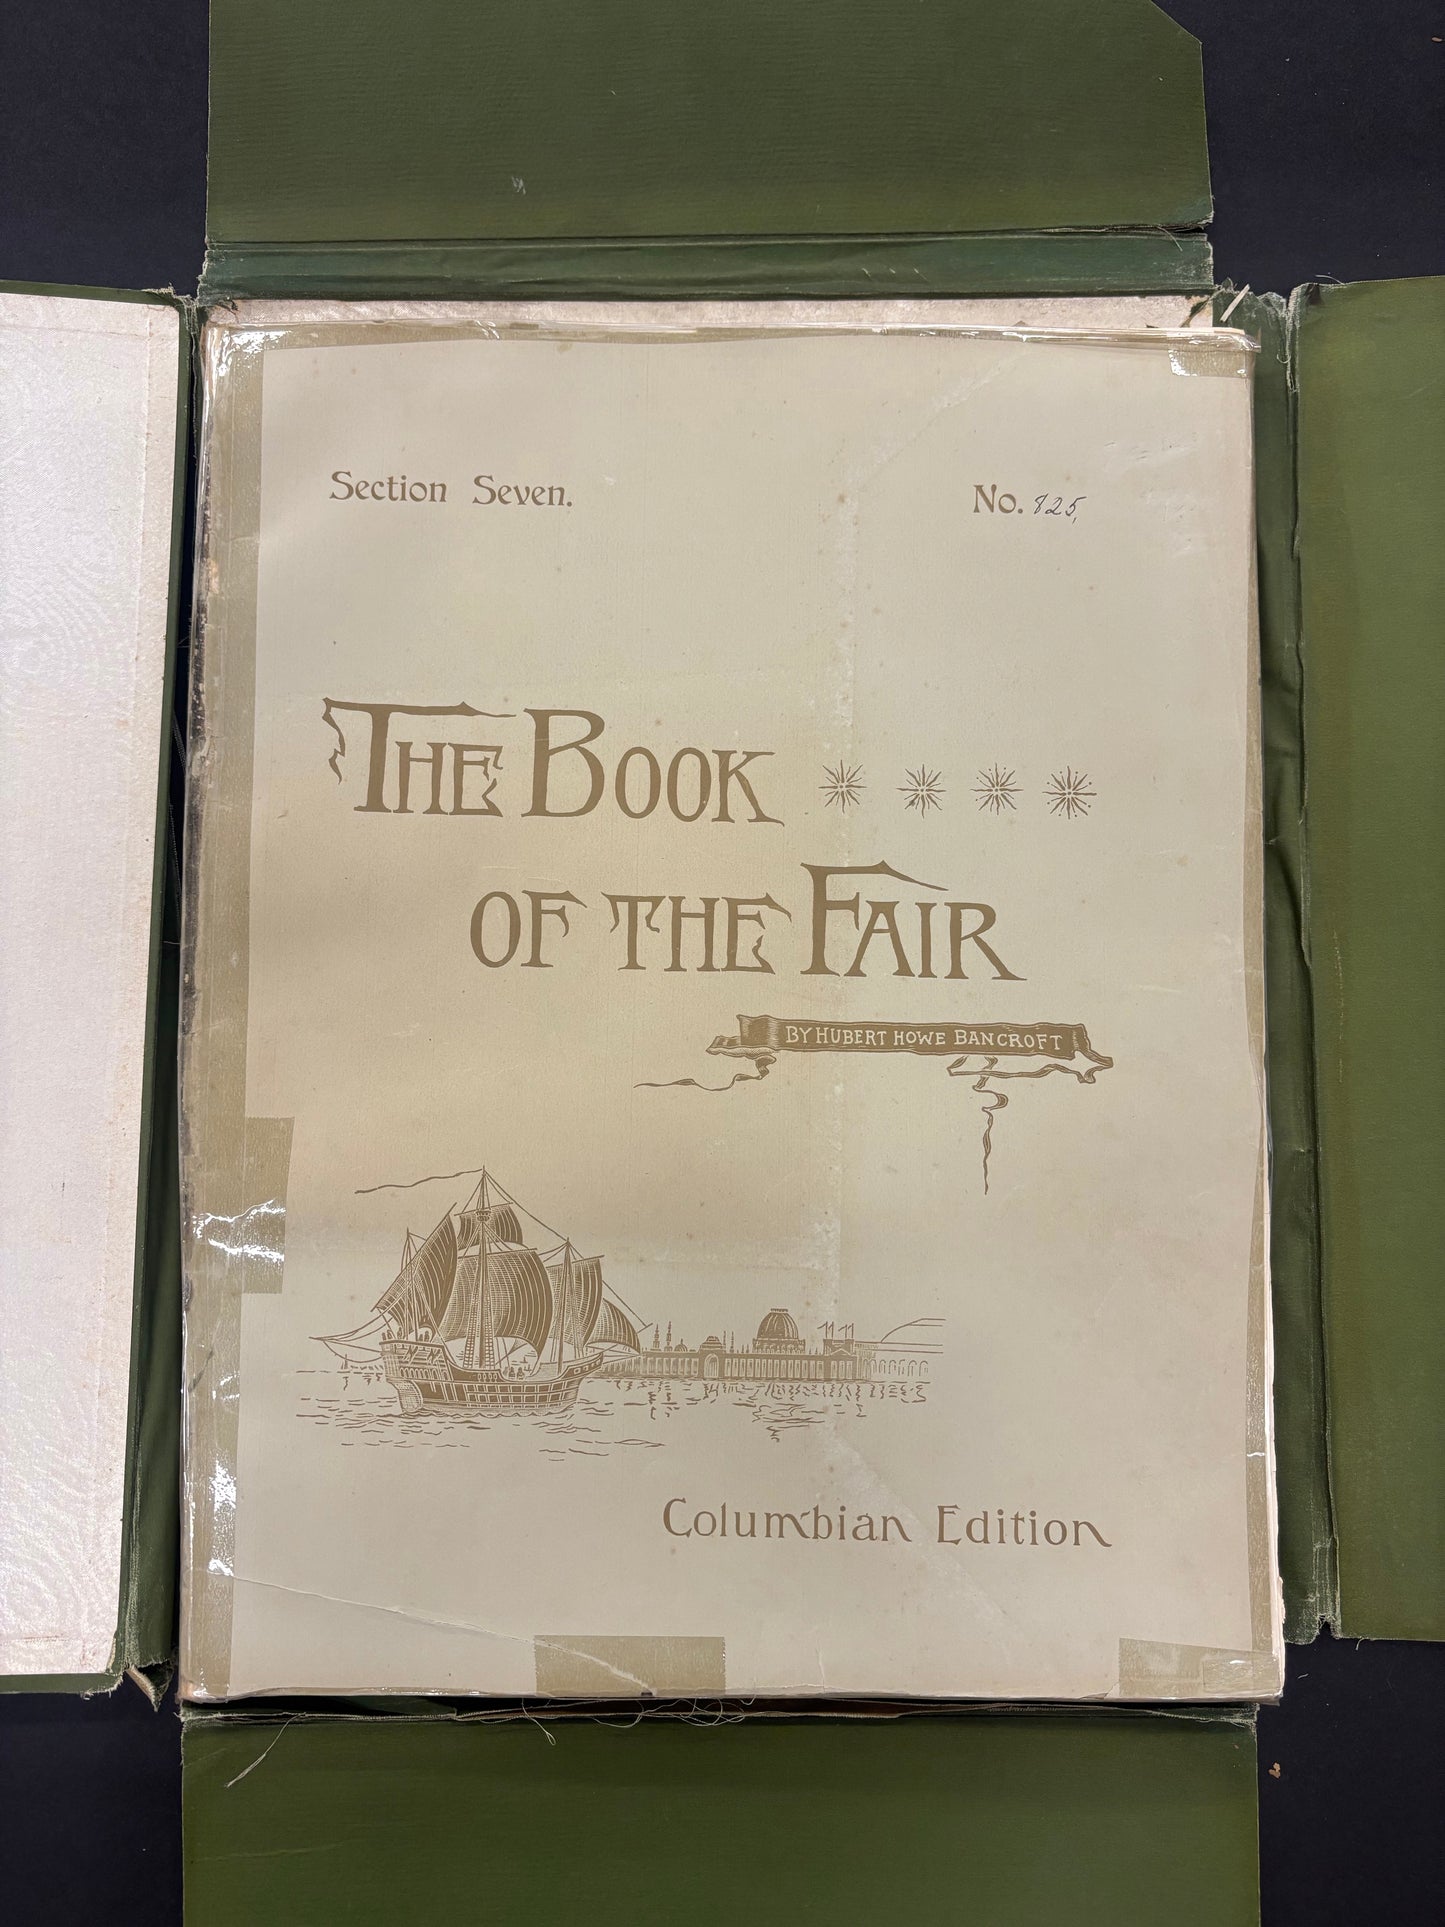 Section Seven.
No. 825,
THE BOOK
OF THE FAIR
BY HUBERT HOWE BANCROFT
Columbian Edition